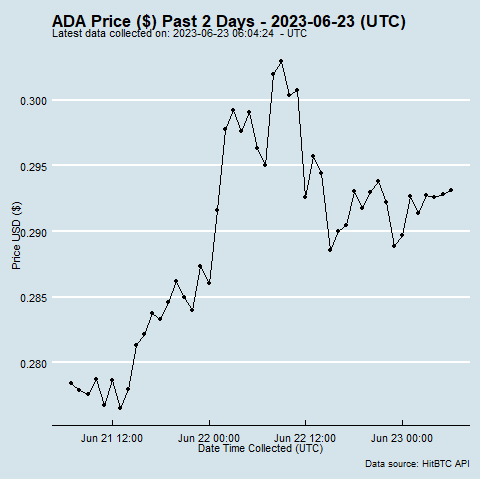 ADA Price ($) Past 2 Days - 2023-06-23 (UTC)
Latest data collected on: 2023-06-23 06:04:24 - UTC
0.300
0.295
0.290
0.285
0.280
Price USD ($)
Jun 21 12:00 Jun 22 00:00 Jun 22 12:00 Jun 23 00:00
Date Time Collected (UTC)
Data source: HitBTC API